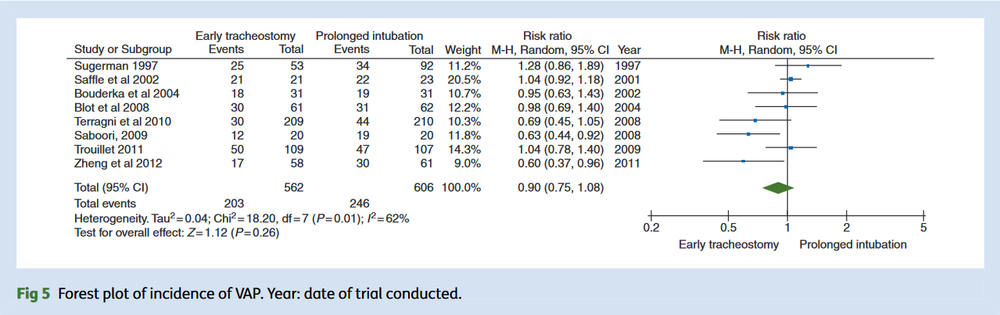 Early tracheostomy Prolonged intubation Risk ratio Risk ratio
Study or Subgroup Events Total Events Total Weight M-H, Random, 95% CI Year M-H, Random, 95% CI
Sugerman 1997 25 53 34 92 11.2% 1.28 (0.86, 1.89) 1997
Saffle et al 2002 21 21 22 23 20.5% 1.04 (0.92, 1.18) 2001
Bouderka et al 2004 18 31 19 31 10.7% 0.95 (0.63, 1.43) 2002
Blot et al 2008 30 61 31 62 12.2% 0.98 (0.69, 1.40) 2004
Terragni et al 2010 30 209 44 210 10.3% 0.69 (0.45, 1.05) 2008
Saboori, 2009 12 20 19 20 11.8% 0.63 (0.44, 0.92) 2008
Trouillet 2011 50 109 47 107 14.3% 1.04 (0.78, 1.40) 2009
Zheng et al 2012 17 58 30 61 9.0% 0.60 (0.37, 0.96) 2011
Total (95% CI) 562 606 100.0% 0.90 (0.75, 1.08)
Total events 203 246
Heterogeneity. Tau²=0.04; Chi²=18.20, df=7 (P=0.01); I²=62%
Test for overall effect: Z=1.12 (P=0.26)
0.2 0.5 1 2 5
Early tracheostomy Prolonged intubation
Fig 5 Forest plot of incidence of VAP. Year: date of trial conducted.